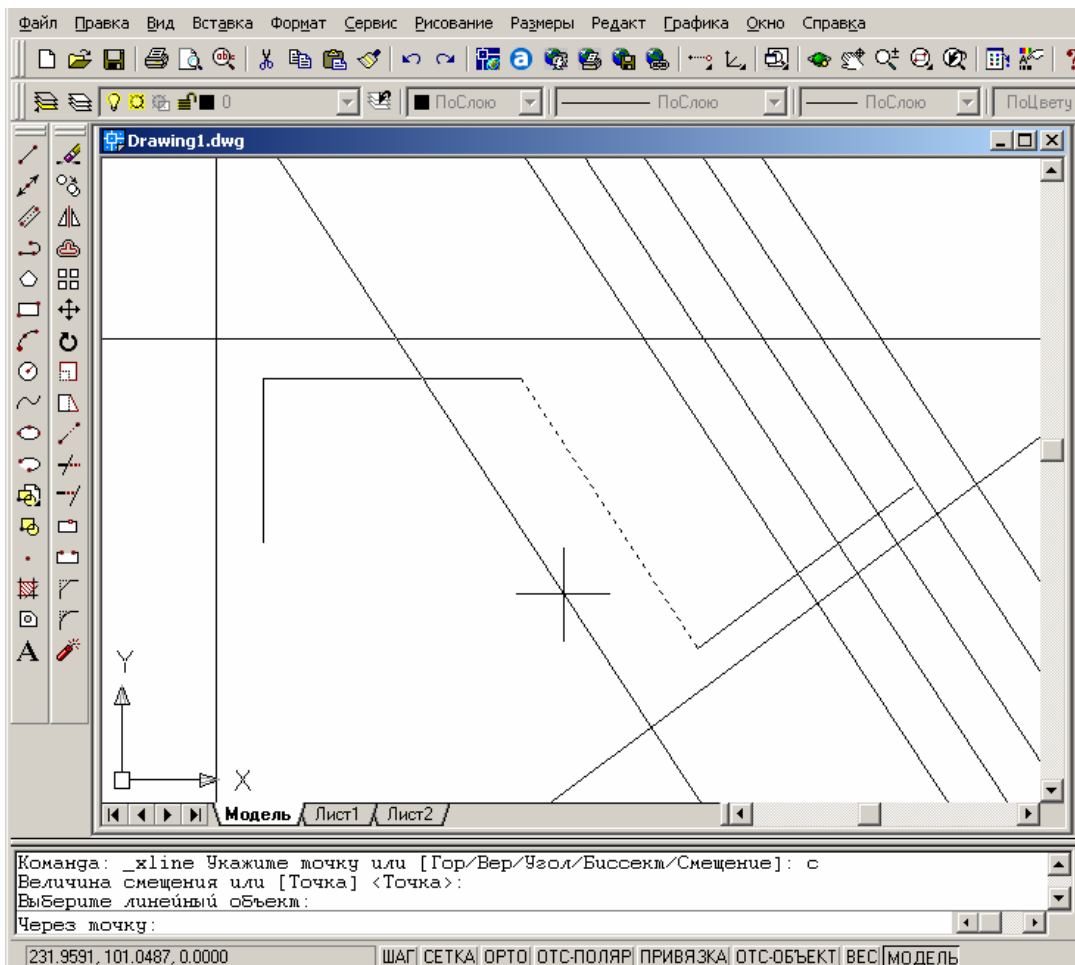 Файл Правка Вид Вставка Формат Сервис Рисование Размеры Редакт Графика Окно Справка
0 ПоСлою ПоСлою ПоСлою ПоЦвету
Drawing1.dwg
A
Y
X
Модель Лист1 Лист2
Команда: _xline Укажите точку или [Гор/Вер/Угол/Биссект/Смещение]: с
Величина смещения или [Точка] <Точка>:
Выберите линейный объект:
Через точку:
231.9591, 101.0487, 0.0000 ШАГ СЕТКА ОРТО ОТС-ПОЛЯР ПРИВЯЗКА ОТС-ОБЪЕКТ ВЕС МОДЕЛЬ